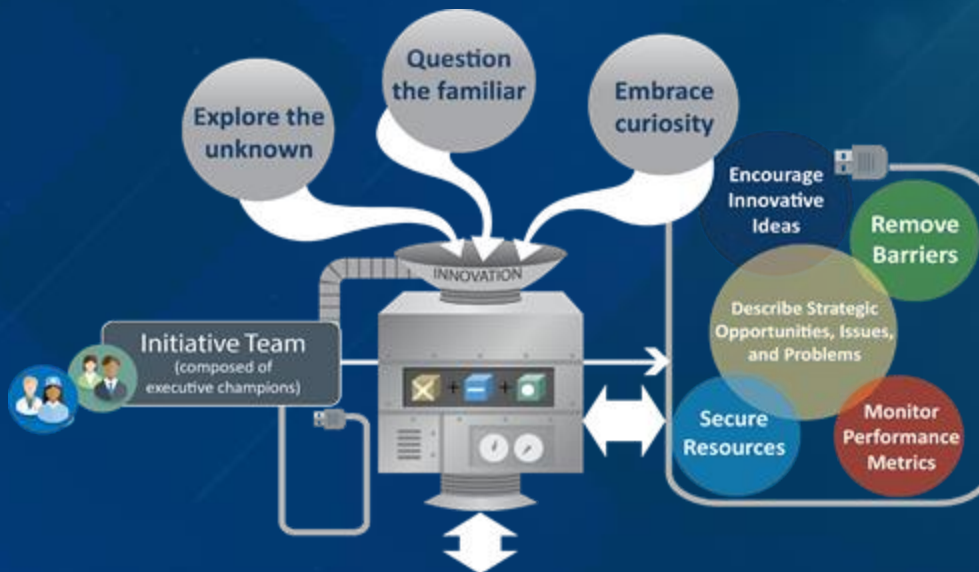 Explore the
unknown
Question
the familiar
Embrace
curiosity
INNOVATION
Initiative Team
(composed of
executive champions)
Encourage
Innovative
Ideas
Remove
Barriers
Describe Strategic
Opportunities, Issues,
and Problems
Secure
Resources
Monitor
Performance
Metrics